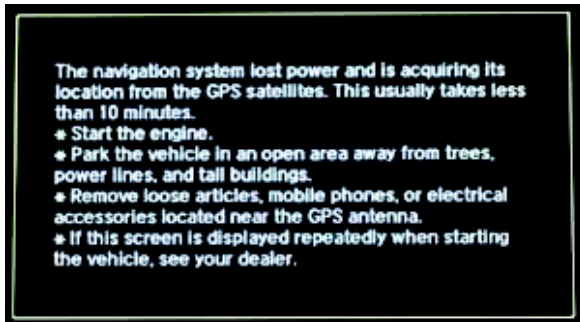 The navigation system lost power and is acquiring its
location from the GPS satellites. This usually takes less
than 10 minutes.
* Start the engine.
* Park the vehicle in an open area away from trees,
power lines, and tall buildings.
* Remove loose articles, mobile phones, or electrical
accessories located near the GPS antenna.
* If this screen is displayed repeatedly when starting
the vehicle, see your dealer.